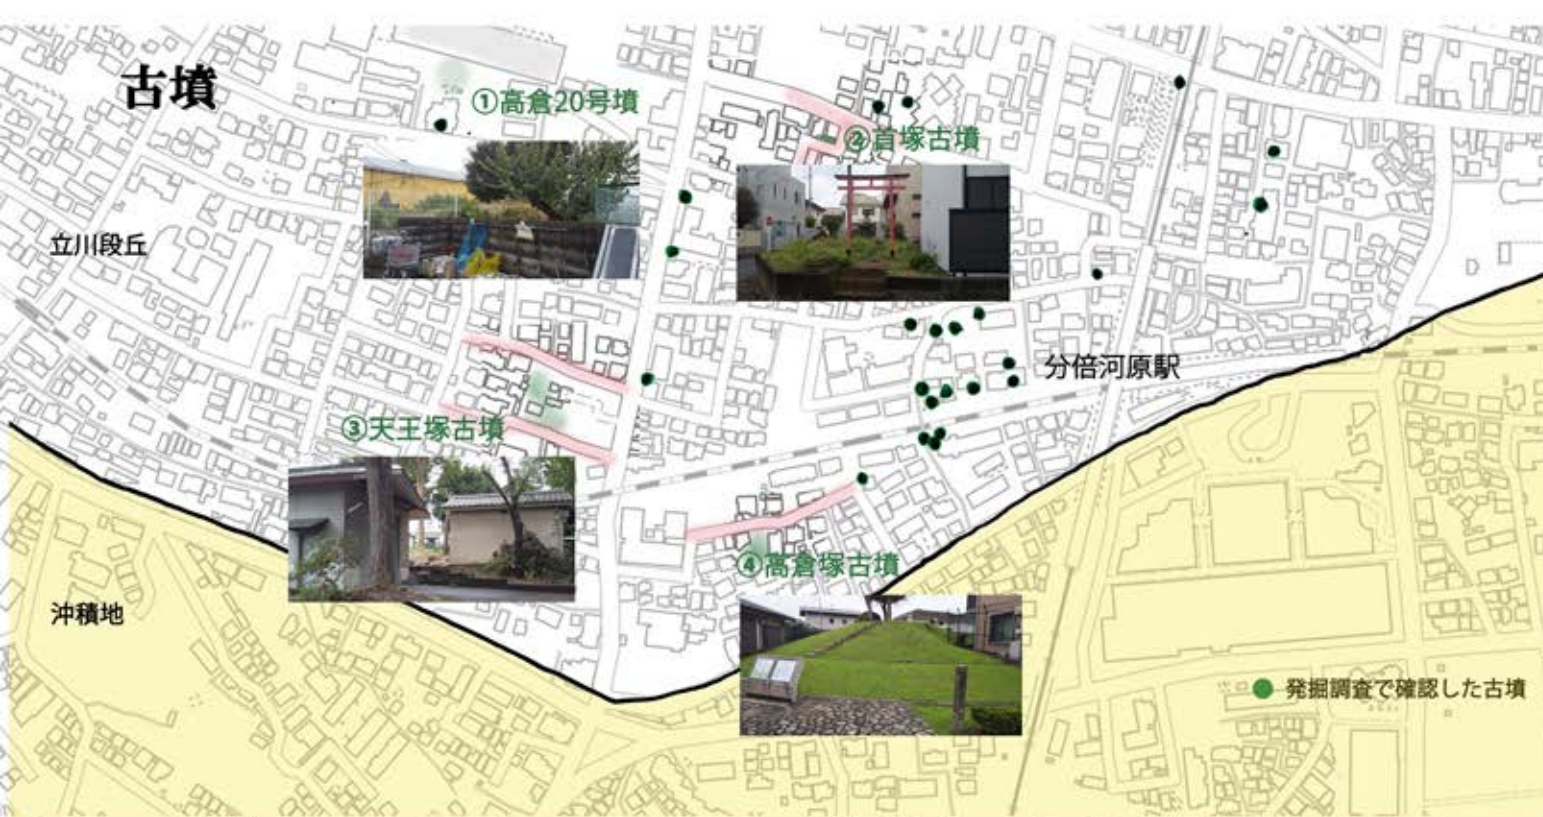 古墳
①高倉20号墳
②首塚古墳
立川段丘
分倍河原駅
③天王塚古墳
④高倉塚古墳
沖積地
発掘調査で確認した古墳